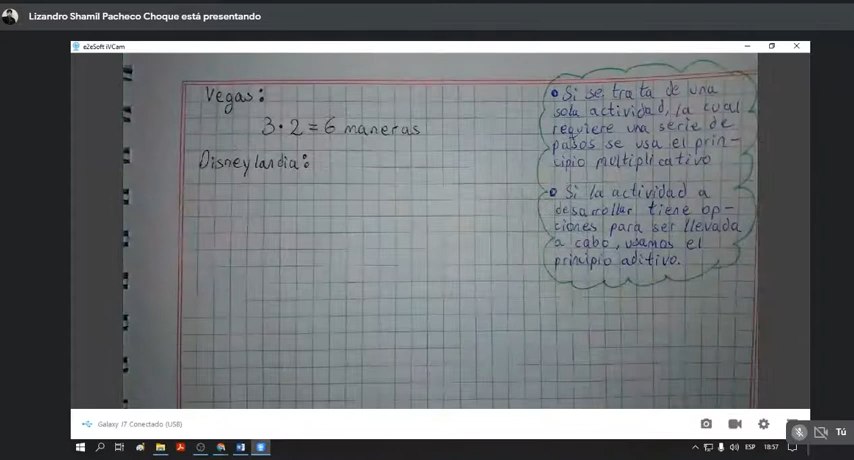 Lizandro Shamil Pacheco Choque está presentando
e2eSoft iVCam
Vegas:
3·2=6 maneras
Disneylandia:
• Si se trata de una
sola actividad, la cual
requiere una serie de
pasos se usa el prin-
cipio multiplicativo
• Si la actividad a
desarrollar tiene op-
ciones para ser llevada
a cabo, usamos el
principio aditivo.
Galaxy J7 Conectado (USB)
Tú
ESP
18:57